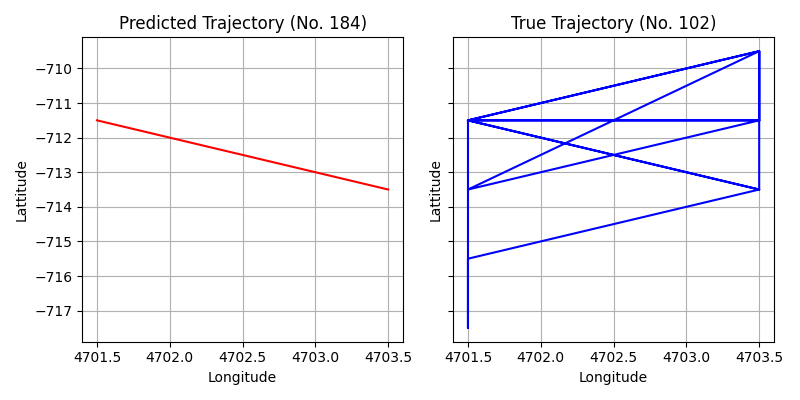 Predicted Trajectory (No. 184)
True Trajectory (No. 102)
−710
−711
−712
−713
−714
−715
−716
−717
Lattitude
Lattitude
4701.5 4702.0 4702.5 4703.0 4703.5
4701.5 4702.0 4702.5 4703.0 4703.5
Longitude
Longitude